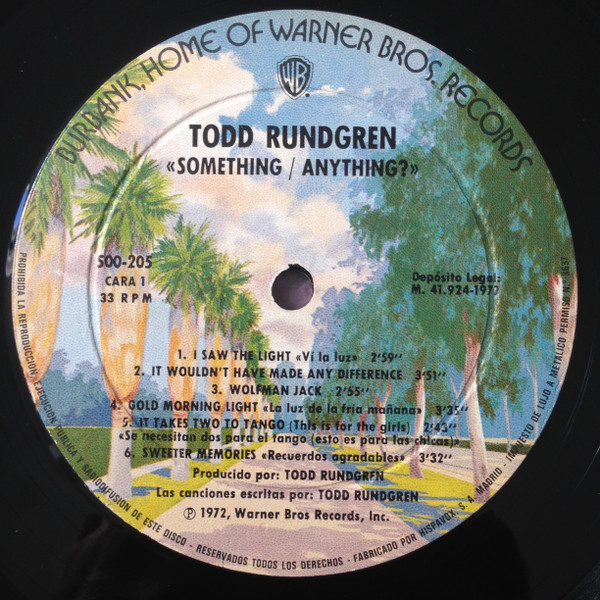 BURBANK, HOME OF WARNER BROS. RECORDS
WB
TODD RUNDGREN
«SOMETHING / ANYTHING?»
500-205
CARA 1
33 RPM
Depósito Legal:
M. 41.924-1977
1. I SAW THE LIGHT «Vi la luz» 2'59''
2. IT WOULDN'T HAVE MADE ANY DIFFERENCE 3'51''
3. WOLFMAN JACK 2'55''
4. GOLD MORNING LIGHT «La luz de la fría mañana» 3'35''
5. IT TAKES TWO TO TANGO (This is for the girls) 2'43''
«Se necesitan dos para el tango (esto es para las chicas)»
6. SWEETER MEMORIES «Recuerdos agradables» 3'32''
Producido por: TODD RUNDGREN
Las canciones escritas por: TODD RUNDGREN
Ⓟ 1972, Warner Bros Records, Inc.
PROHIBIDA LA REPRODUCCION, EJECUCION PUBLICA Y RADIODIFUSION DE ESTE DISCO - RESERVADOS TODOS LOS DERECHOS - FABRICADO POR HISPAVOX, S. A. MADRID - IMPUESTO DE LUJO A METALICO PERMISO N.